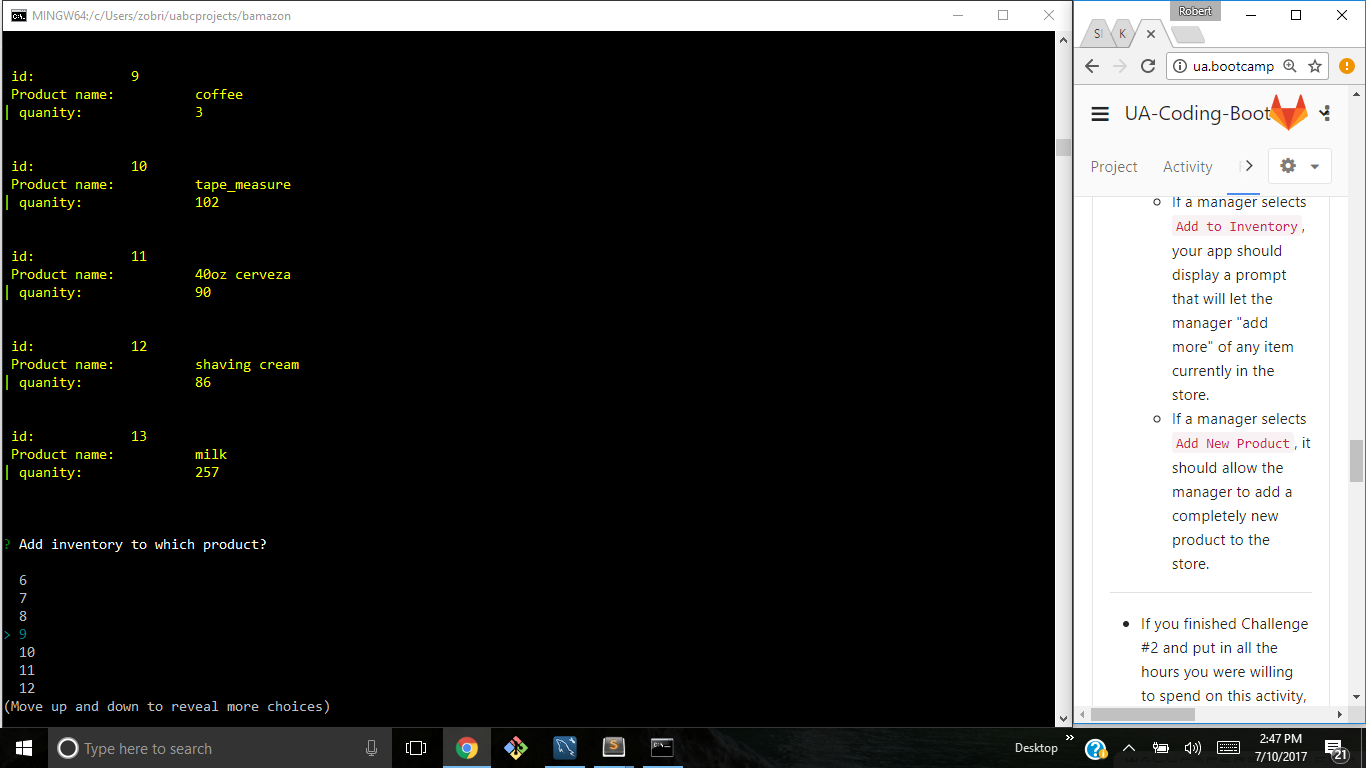 MINGW64:/c/Users/zobri/uabcprojects/bamazon
id: 9
Product name: coffee
| quanity: 3
id: 10
Product name: tape_measure
| quanity: 102
id: 11
Product name: 40oz cerveza
| quanity: 90
id: 12
Product name: shaving cream
| quanity: 86
id: 13
Product name: milk
| quanity: 257
? Add inventory to which product?
6
7
8
> 9
10
11
12
(Move up and down to reveal more choices)
Robert
K
ua.bootcamp
UA-Coding-Boot
Project Activity
If a manager selects
Add to Inventory,
your app should
display a prompt
that will let the
manager "add
more" of any item
currently in the
store.
If a manager selects
Add New Product, it
should allow the
manager to add a
completely new
product to the
store.
If you finished Challenge
#2 and put in all the
hours you were willing
to spend on this activity,
Type here to search
Desktop
2:47 PM
7/10/2017
21